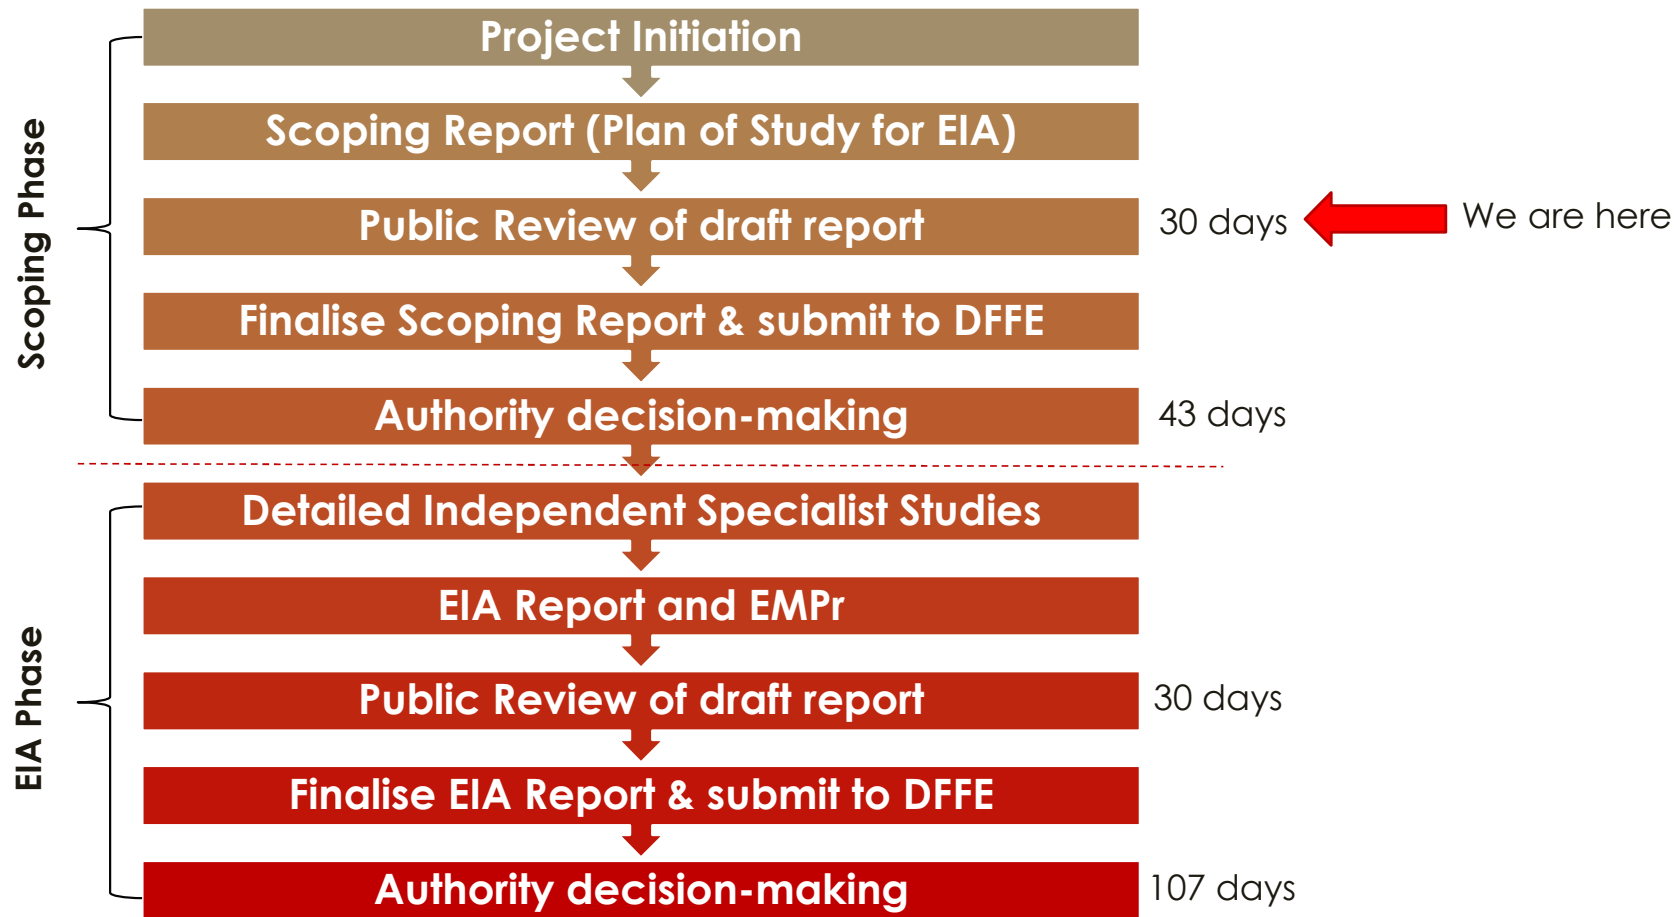 Scoping Phase
Project Initiation
Scoping Report (Plan of Study for EIA)
Public Review of draft report
30 days
We are here
Finalise Scoping Report & submit to DFFE
Authority decision-making
43 days
EIA Phase
Detailed Independent Specialist Studies
EIA Report and EMPr
Public Review of draft report
30 days
Finalise EIA Report & submit to DFFE
Authority decision-making
107 days